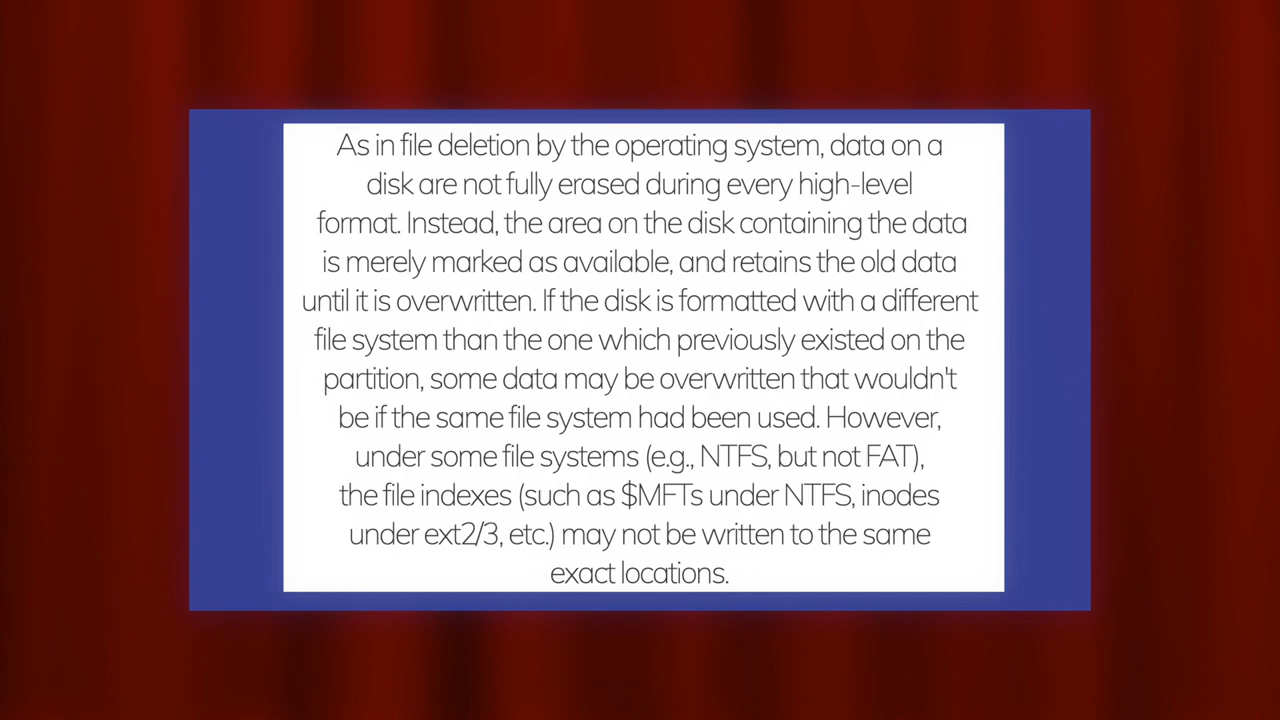 As in file deletion by the operating system, data on a
disk are not fully erased during every high-level
format. Instead, the area on the disk containing the data
is merely marked as available, and retains the old data
until it is overwritten. If the disk is formatted with a different
file system than the one which previously existed on the
partition, some data may be overwritten that wouldn't
be if the same file system had been used. However,
under some file systems (e.g., NTFS, but not FAT),
the file indexes (such as $MFTs under NTFS, inodes
under ext2/3, etc.) may not be written to the same
exact locations.